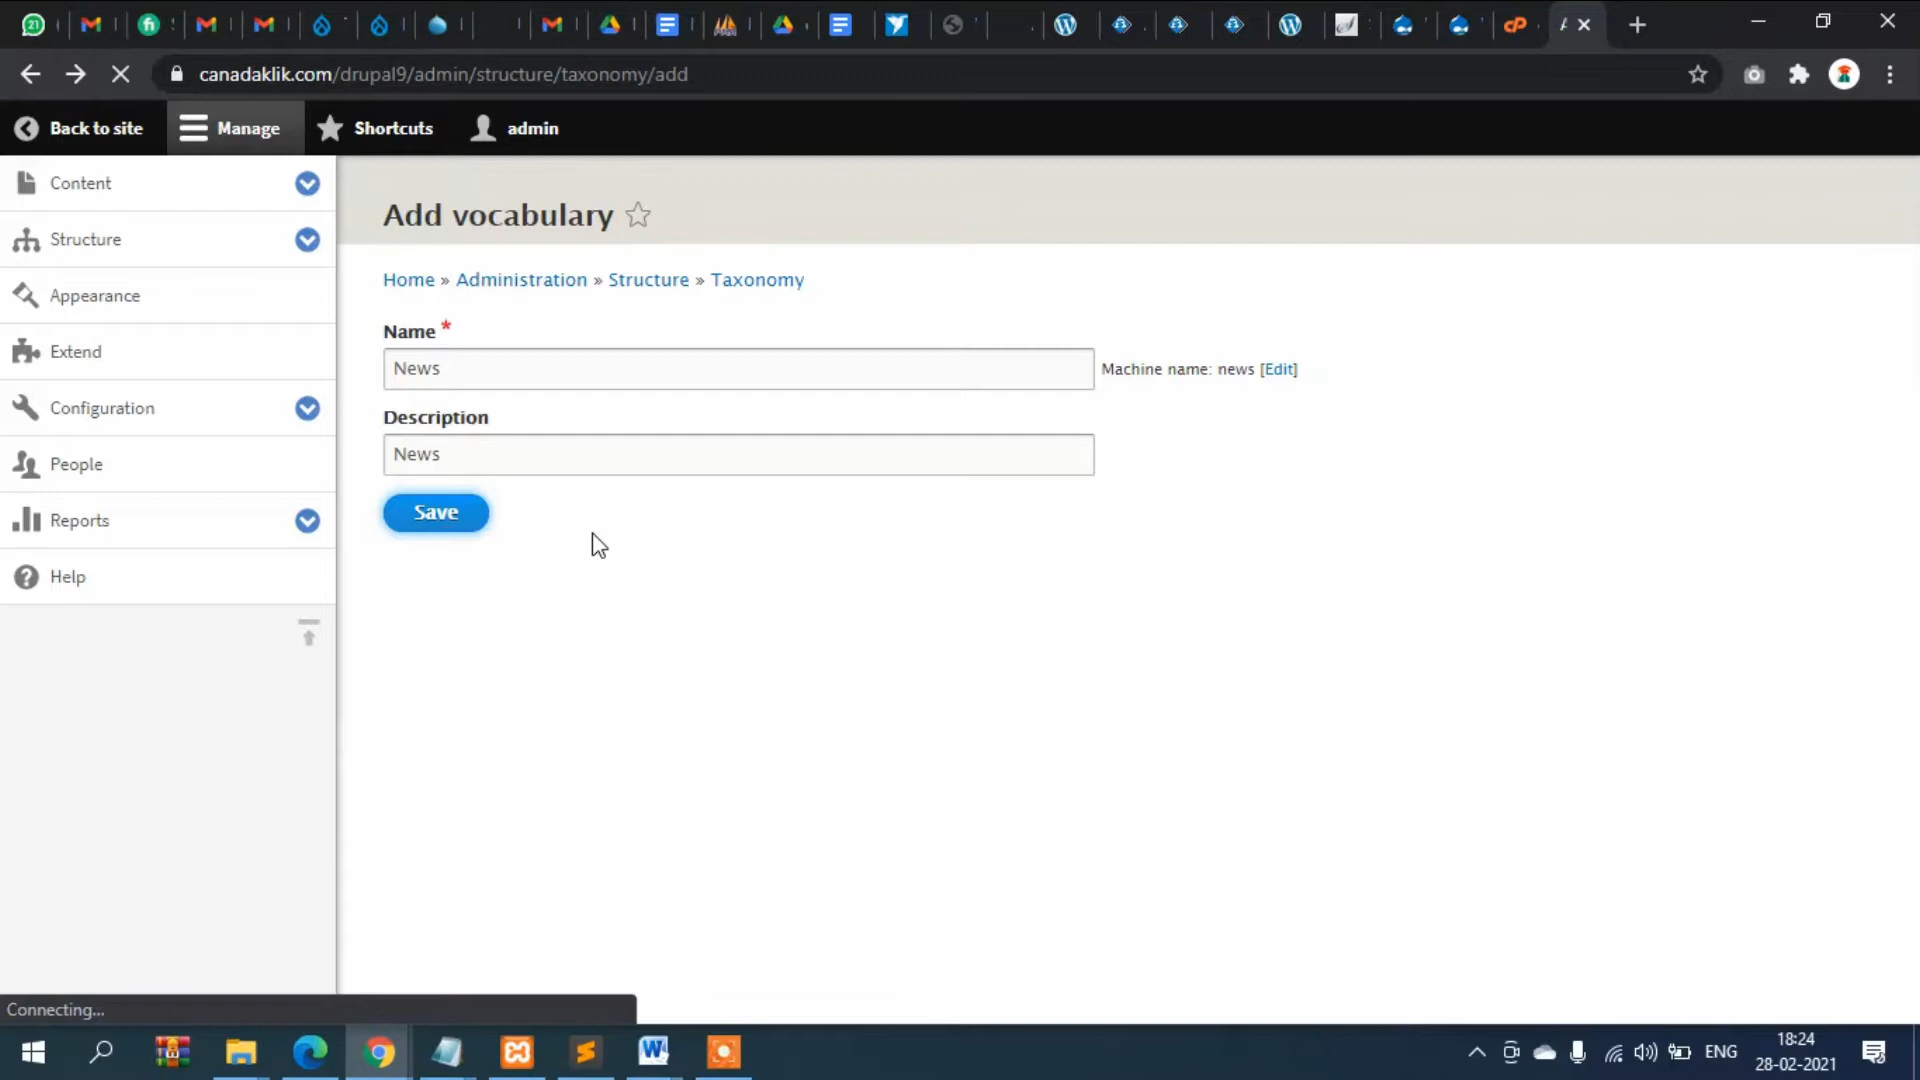 21
canadaklik.com/drupal9/admin/structure/taxonomy/add
Back to site
Manage
Shortcuts
admin
Content
Structure
Appearance
Extend
Configuration
People
Reports
Help
Add vocabulary
Home » Administration » Structure » Taxonomy
Name *
News
Machine name: news [Edit]
Description
News
Save
Connecting...
ENG
18:24
28-02-2021